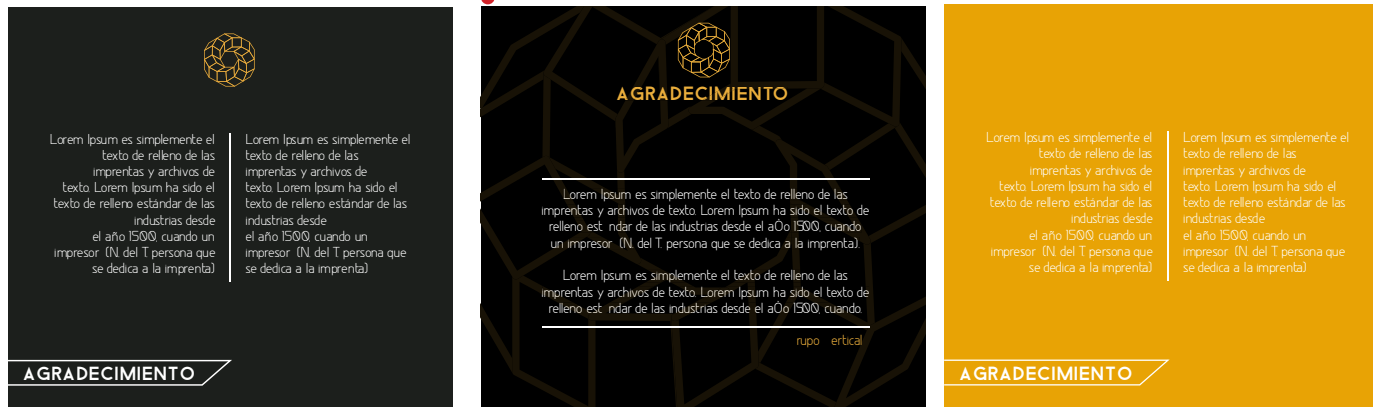 Lorem Ipsum es simplemente el
texto de relleno de las
imprentas y archivos de
texto. Lorem Ipsum ha sido el
texto de relleno estándar de las
industrias desde
el año 1500, cuando un
impresor (N. del T persona que
se dedica a la imprenta)
Lorem Ipsum es simplemente el
texto de relleno de las
imprentas y archivos de
texto. Lorem Ipsum ha sido el
texto de relleno estándar de las
industrias desde
el año 1500, cuando un
impresor (N. del T persona que
se dedica a la imprenta)
AGRADECIMIENTO
AGRADECIMIENTO
Lorem Ipsum es simplemente el texto de relleno de las
imprentas y archivos de texto. Lorem Ipsum ha sido el texto de
relleno est ndar de las industrias desde el aÒo 1500, cuando
un impresor (N. del T persona que se dedica a la imprenta).
Lorem Ipsum es simplemente el texto de relleno de las
imprentas y archivos de texto. Lorem Ipsum ha sido el texto de
relleno est ndar de las industrias desde el aÒo 1500, cuando.
rupo ertical
Lorem Ipsum es simplemente el
texto de relleno de las
imprentas y archivos de
texto. Lorem Ipsum ha sido el
texto de relleno estándar de las
industrias desde
el año 1500, cuando un
impresor (N. del T persona que
se dedica a la imprenta)
Lorem Ipsum es simplemente el
texto de relleno de las
imprentas y archivos de
texto. Lorem Ipsum ha sido el
texto de relleno estándar de las
industrias desde
el año 1500, cuando un
impresor (N. del T persona que
se dedica a la imprenta)
AGRADECIMIENTO